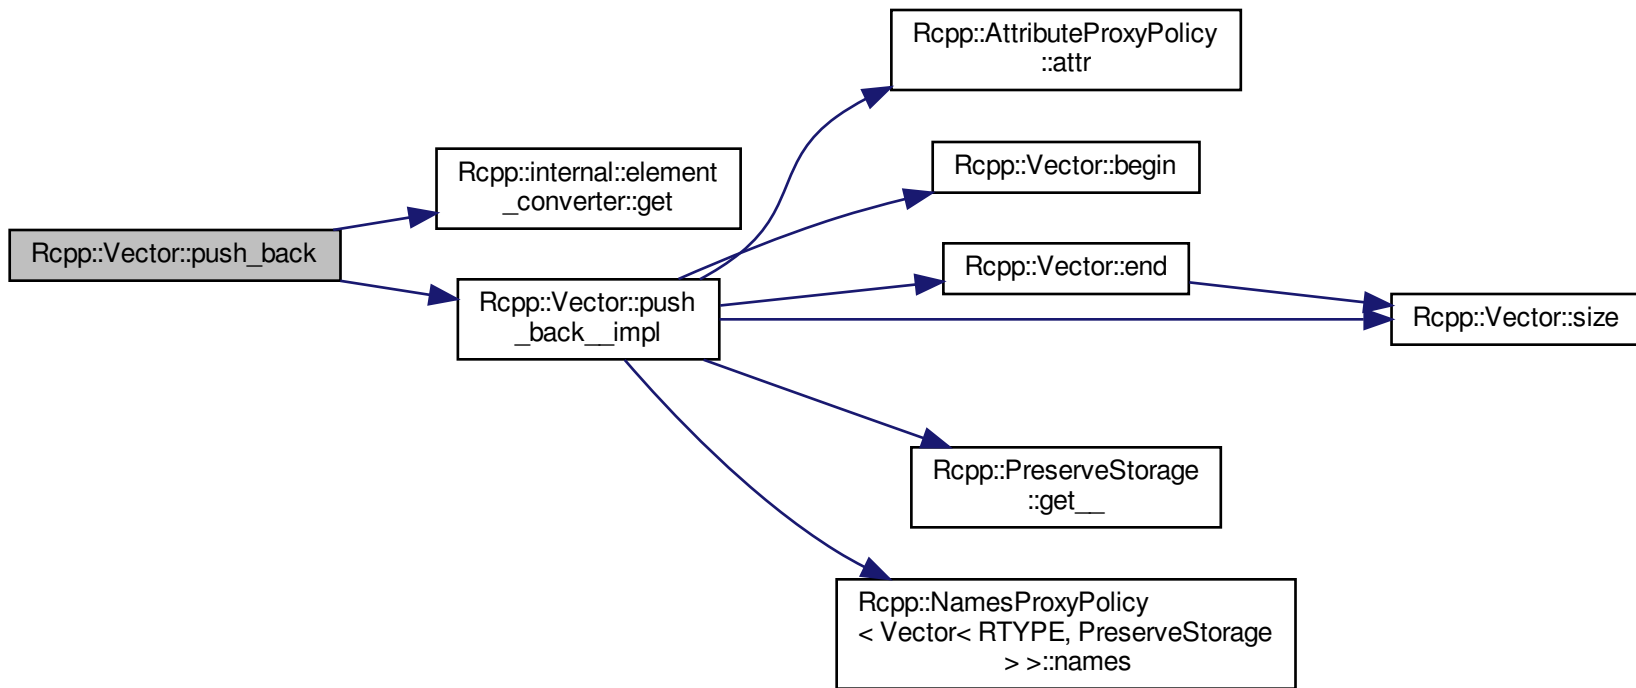 Rcpp::Vector::push_back
Rcpp::internal::element
_converter::get
Rcpp::Vector::push
_back__impl
Rcpp::AttributeProxyPolicy
::attr
Rcpp::Vector::begin
Rcpp::Vector::end
Rcpp::Vector::size
Rcpp::PreserveStorage
::get__
Rcpp::NamesProxyPolicy
< Vector< RTYPE, PreserveStorage
> >::names